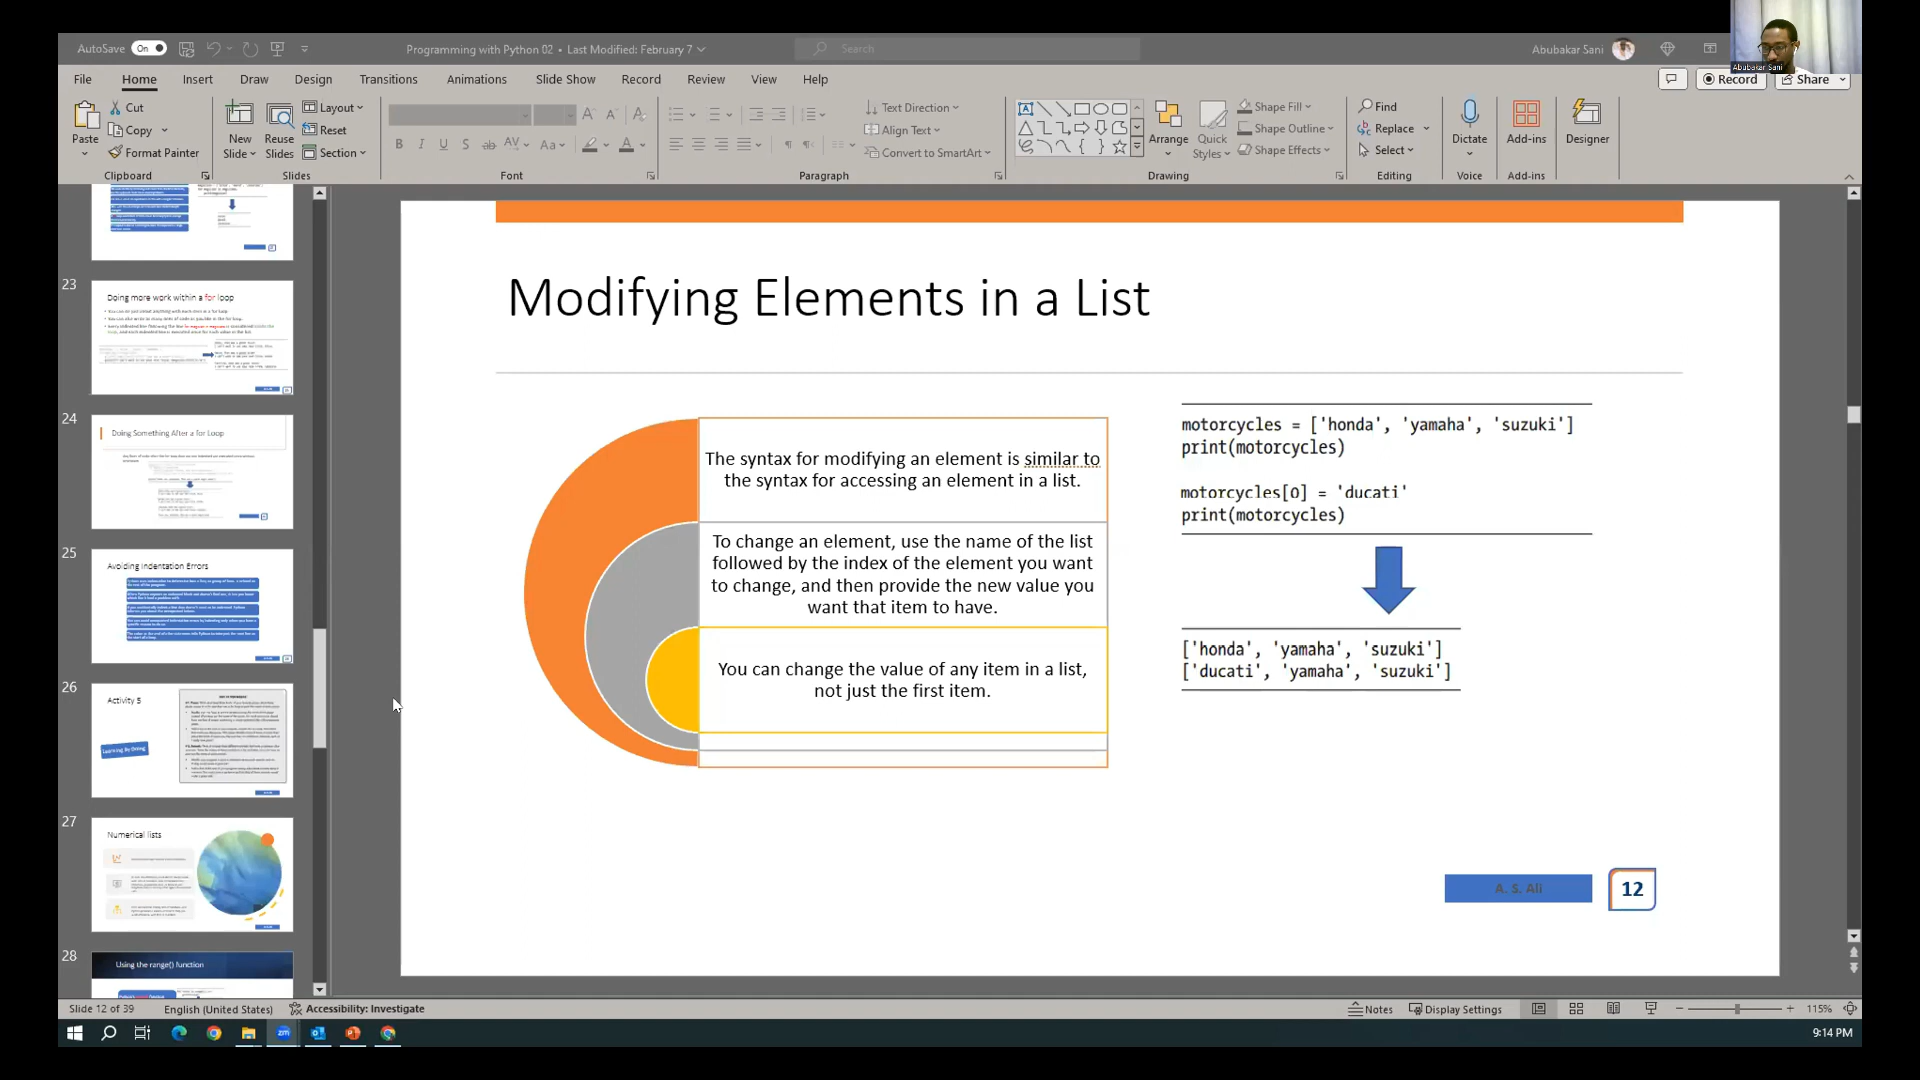 AutoSave On
Programming with Python 02 • Last Modified: February 7
Search
Abubakar Sani
Abubakar Sani
File Home Insert Draw Design Transitions Animations Slide Show Record Review View Help
Record
Share
Paste
Cut
Copy
Format Painter
Clipboard
New Slide
Reuse Slides
Layout
Reset
Section
Slides
Font
Text Direction
Align Text
Convert to SmartArt
Paragraph
Arrange
Quick Styles
Shape Fill
Shape Outline
Shape Effects
Drawing
Find
Replace
Select
Editing
Dictate
Voice
Add-ins
Add-ins
Designer
23
Doing more work within a for loop
24
Doing Something After a for Loop
25
Avoiding Indentation Errors
26
Activity 5
Learning By Doing
27
Numerical lists
28
Using the range() function
Modifying Elements in a List
The syntax for modifying an element is similar to
the syntax for accessing an element in a list.
To change an element, use the name of the list
followed by the index of the element you want
to change, and then provide the new value you
want that item to have.
You can change the value of any item in a list,
not just the first item.
motorcycles = ['honda', 'yamaha', 'suzuki']
print(motorcycles)
motorcycles[0] = 'ducati'
print(motorcycles)
['honda', 'yamaha', 'suzuki']
['ducati', 'yamaha', 'suzuki']
A. S. Ali
12
Slide 12 of 39
English (United States)
Accessibility: Investigate
Notes
Display Settings
115%
9:14 PM